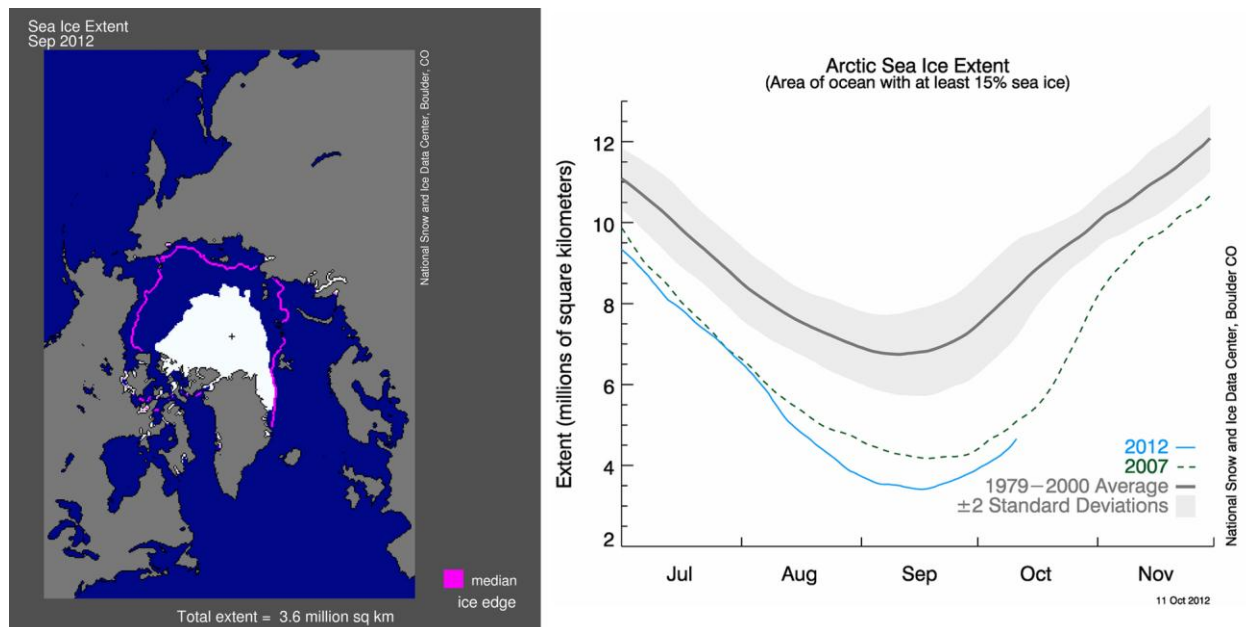 Sea Ice Extent
Sep 2012
National Snow and Ice Data Center, Boulder, CO
median
ice edge
Total extent = 3.6 million sq km
Arctic Sea Ice Extent
(Area of ocean with at least 15% sea ice)
Extent (millions of square kilometers)
12
10
8
6
4
2
Jul Aug Sep Oct Nov
2012
2007
1979–2000 Average
±2 Standard Deviations
National Snow and Ice Data Center, Boulder CO
11 Oct 2012